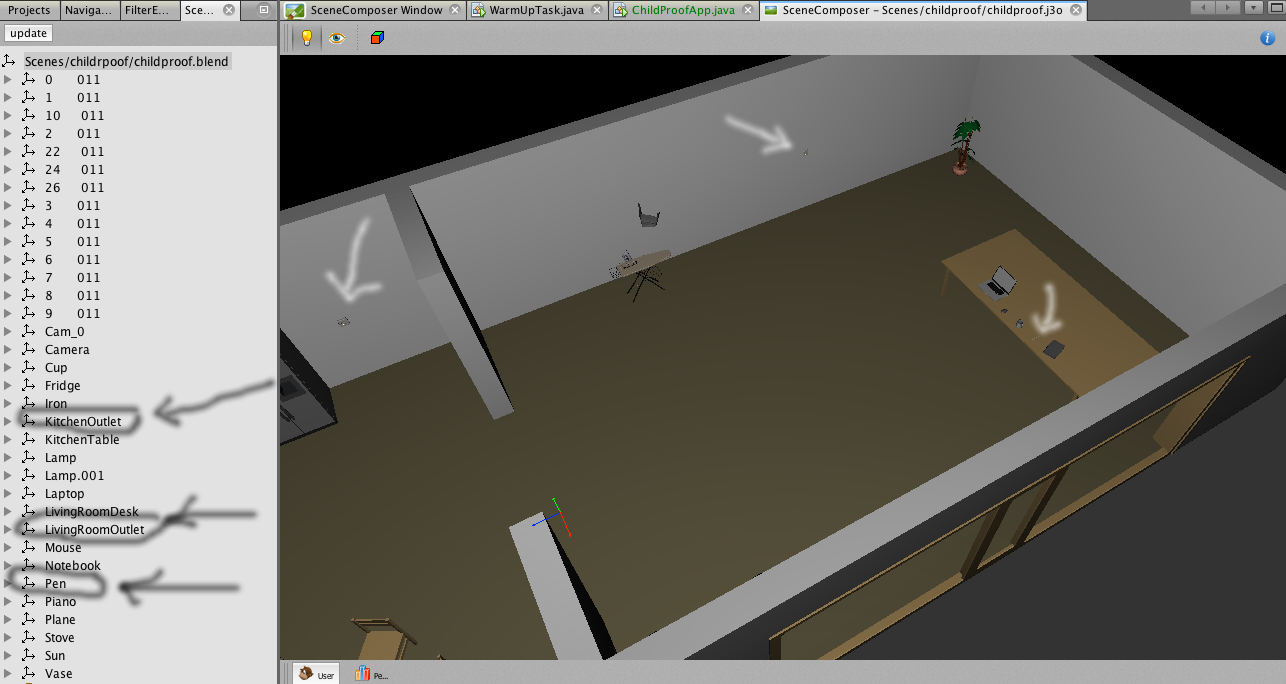 Projects Naviga... FilterE... Sce... SceneComposer Window WarmUpTask.java ChildProofApp.java SceneComposer – Scenes/childproof/childproof.j3o
update
Scenes/childrpoof/childproof.blend
0 011
1 011
10 011
2 011
22 011
24 011
26 011
3 011
4 011
5 011
6 011
7 011
8 011
9 011
Cam_0
Camera
Cup
Fridge
Iron
KitchenOutlet
KitchenTable
Lamp
Lamp.001
Laptop
LivingRoomDesk
LivingRoomOutlet
Mouse
Notebook
Pen
Piano
Plane
Stove
Sun
Vase
User Pe...